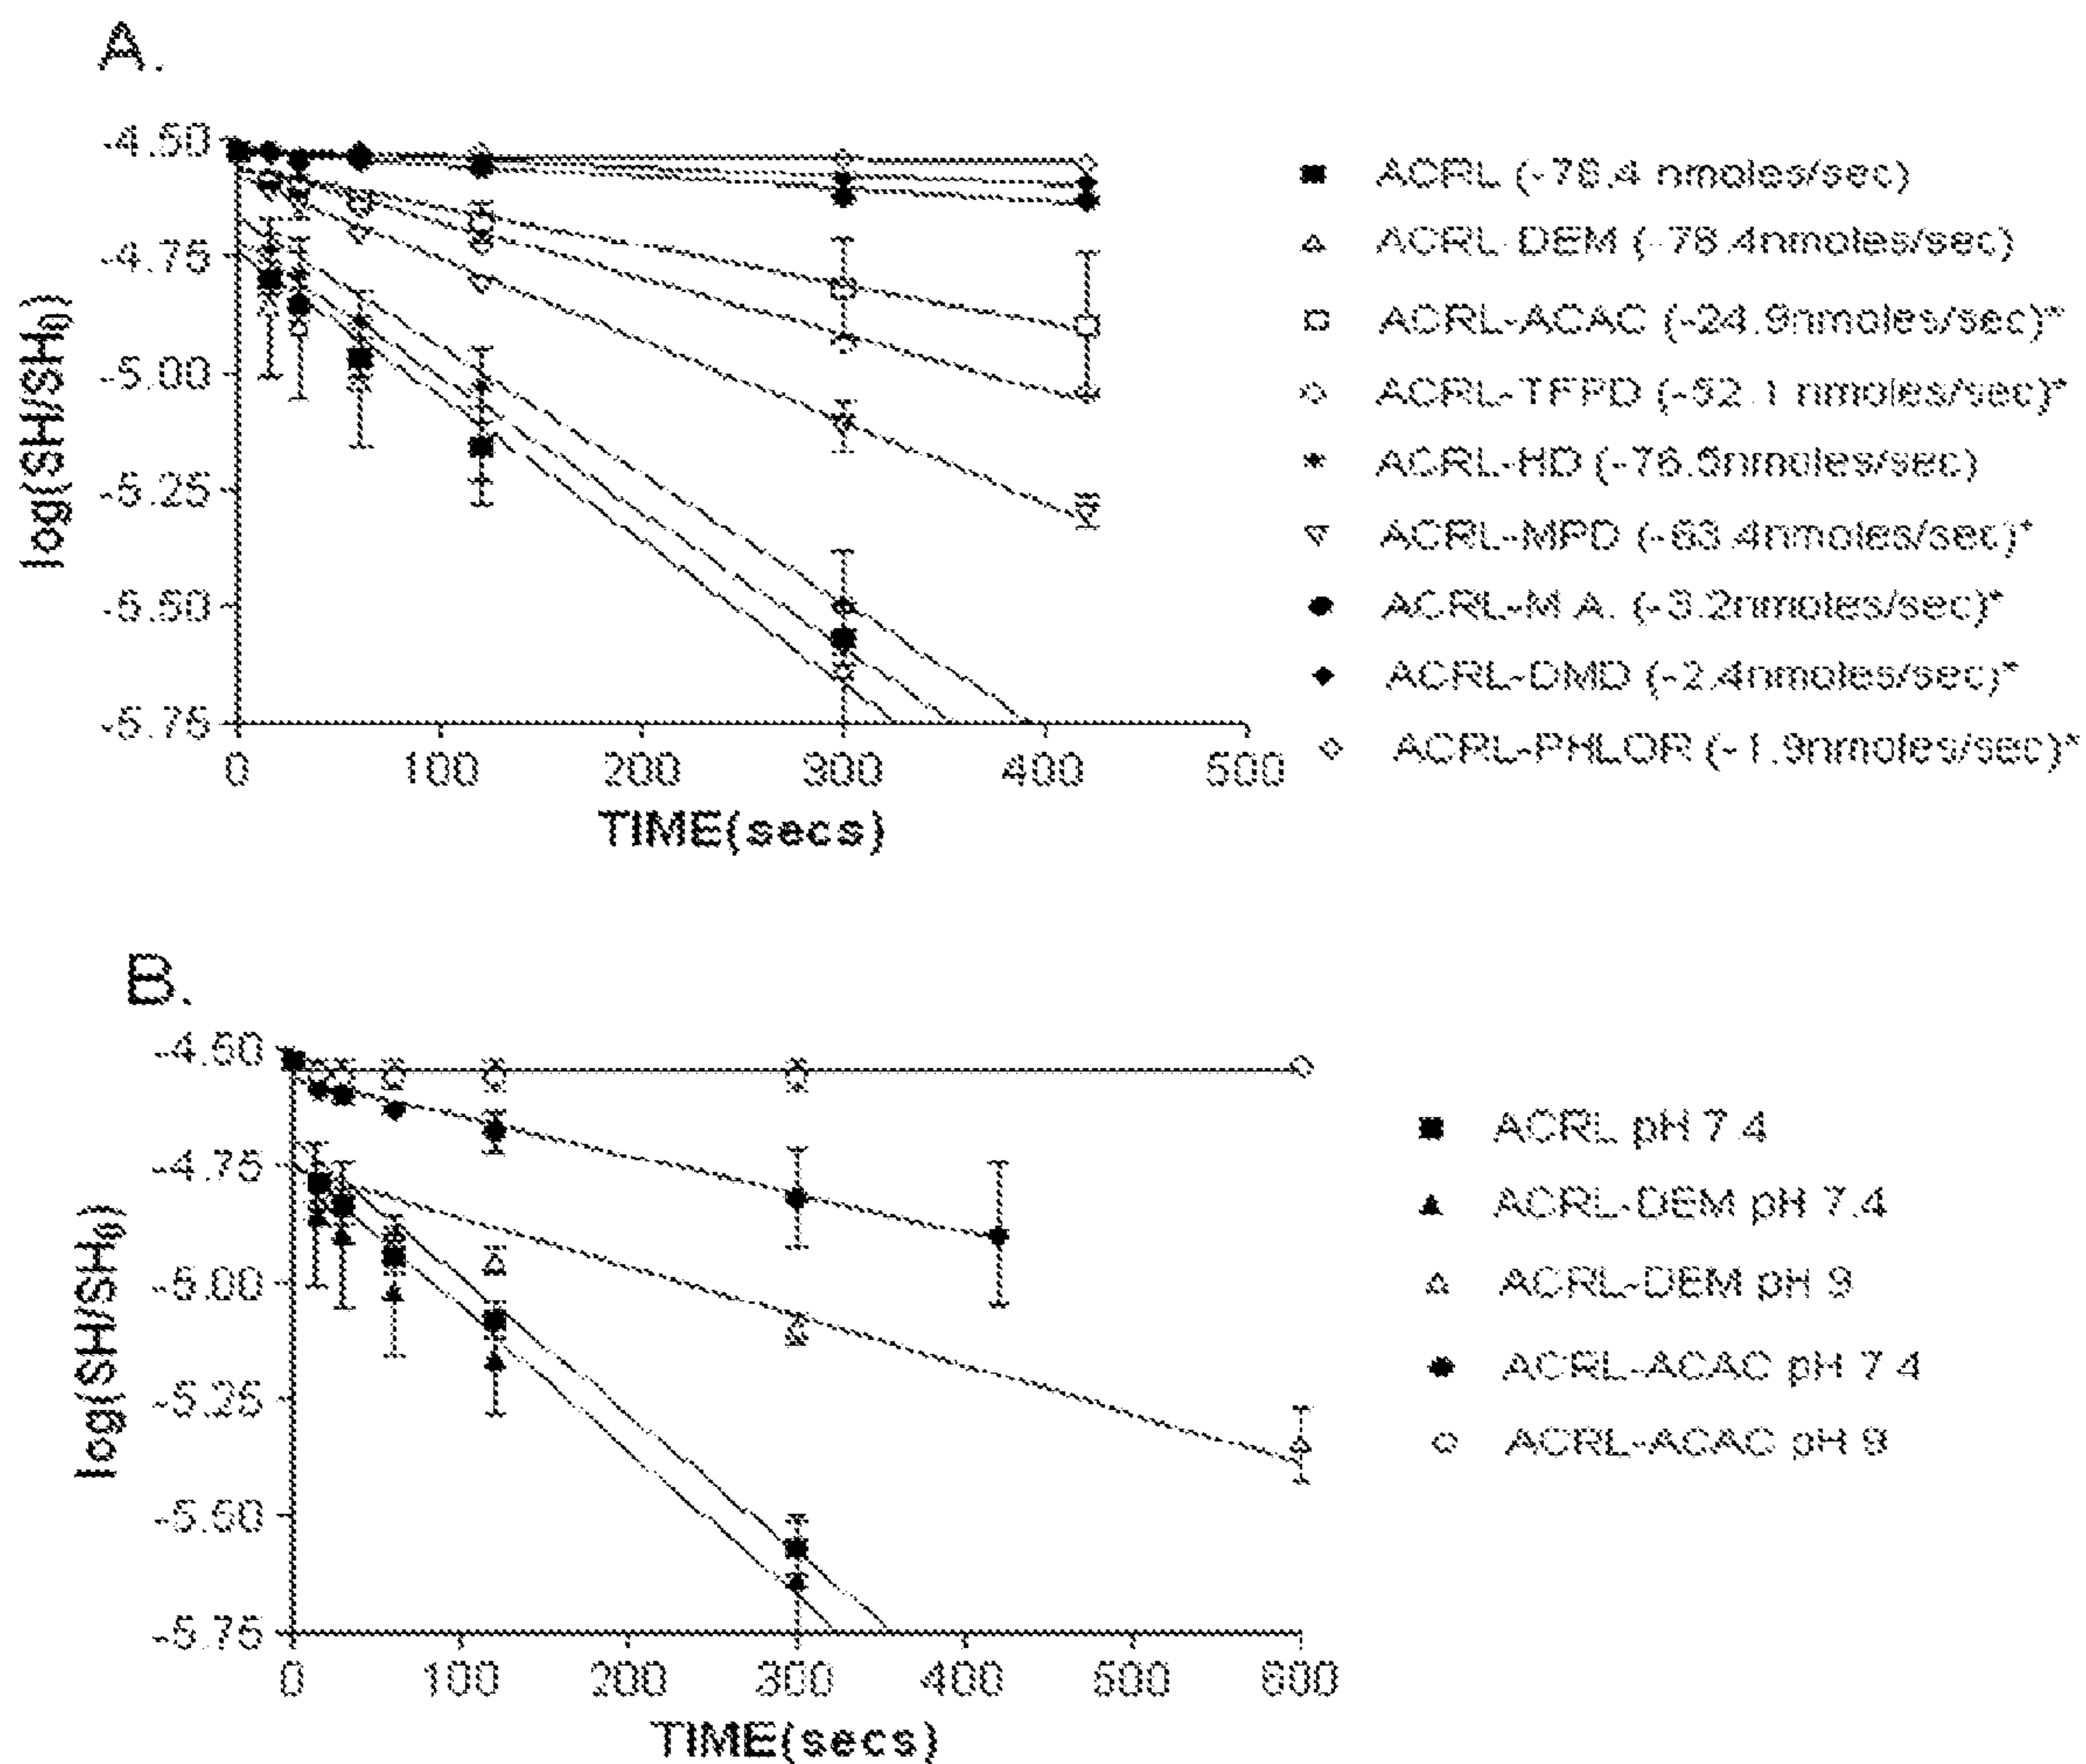 A.
-4.50
-4.75
-5.00
-5.25
-5.50
-5.75
log(SH/SH0)
0 100 200 300 400 500
TIME(secs)
ACRL (-78.4 nmoles/sec)
ACRL-DEM (-78.4nmoles/sec)
ACRL-ACAC (-24.9nmoles/sec)*
ACRL-TFPD (-52.1 nmoles/sec)*
ACRL-HD (-76.5nmoles/sec)
ACRL-MPD (-63.4nmoles/sec)*
ACRL-M.A. (-3.2nmoles/sec)*
ACRL-DMD (-2.4nmoles/sec)*
ACRL-PHLOR (-1.9nmoles/sec)*
B.
-4.50
-4.75
-5.00
-5.25
-5.50
-5.75
log(SH/SH0)
0 100 200 300 400 500 600
TIME(secs)
ACRL pH 7.4
ACRL-DEM pH 7.4
ACRL-DEM pH 9
ACRL-ACAC pH 7.4
ACRL-ACAC pH 9